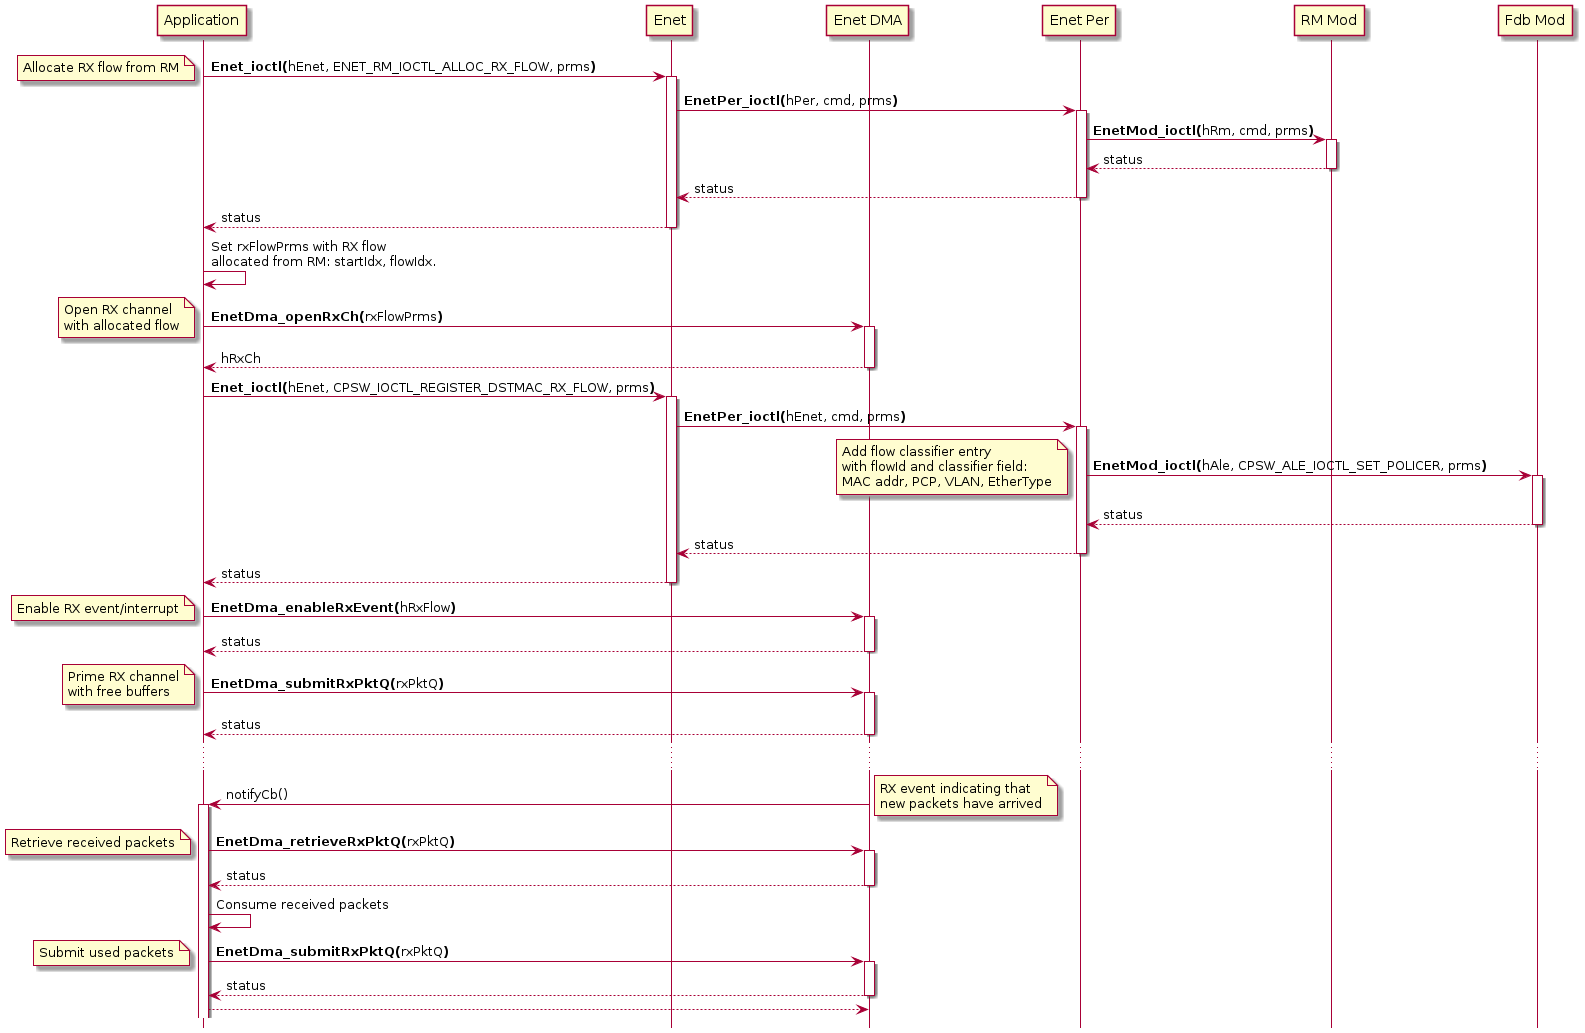 Application
Enet
Enet DMA
Enet Per
RM Mod
Fdb Mod
Allocate RX flow from RM
Enet_ioctl(hEnet, ENET_RM_IOCTL_ALLOC_RX_FLOW, prms)
EnetPer_ioctl(hPer, cmd, prms)
EnetMod_ioctl(hRm, cmd, prms)
status
status
status
Set rxFlowPrms with RX flow
allocated from RM: startIdx, flowIdx.
Open RX channel
with allocated flow
EnetDma_openRxCh(rxFlowPrms)
hRxCh
Enet_ioctl(hEnet, CPSW_IOCTL_REGISTER_DSTMAC_RX_FLOW, prms)
EnetPer_ioctl(hEnet, cmd, prms)
Add flow classifier entry
with flowId and classifier field:
MAC addr, PCP, VLAN, EtherType
EnetMod_ioctl(hAle, CPSW_ALE_IOCTL_SET_POLICER, prms)
status
status
status
Enable RX event/interrupt
EnetDma_enableRxEvent(hRxFlow)
status
Prime RX channel
with free buffers
EnetDma_submitRxPktQ(rxPktQ)
status
notifyCb()
RX event indicating that
new packets have arrived
Retrieve received packets
EnetDma_retrieveRxPktQ(rxPktQ)
status
Consume received packets
Submit used packets
EnetDma_submitRxPktQ(rxPktQ)
status